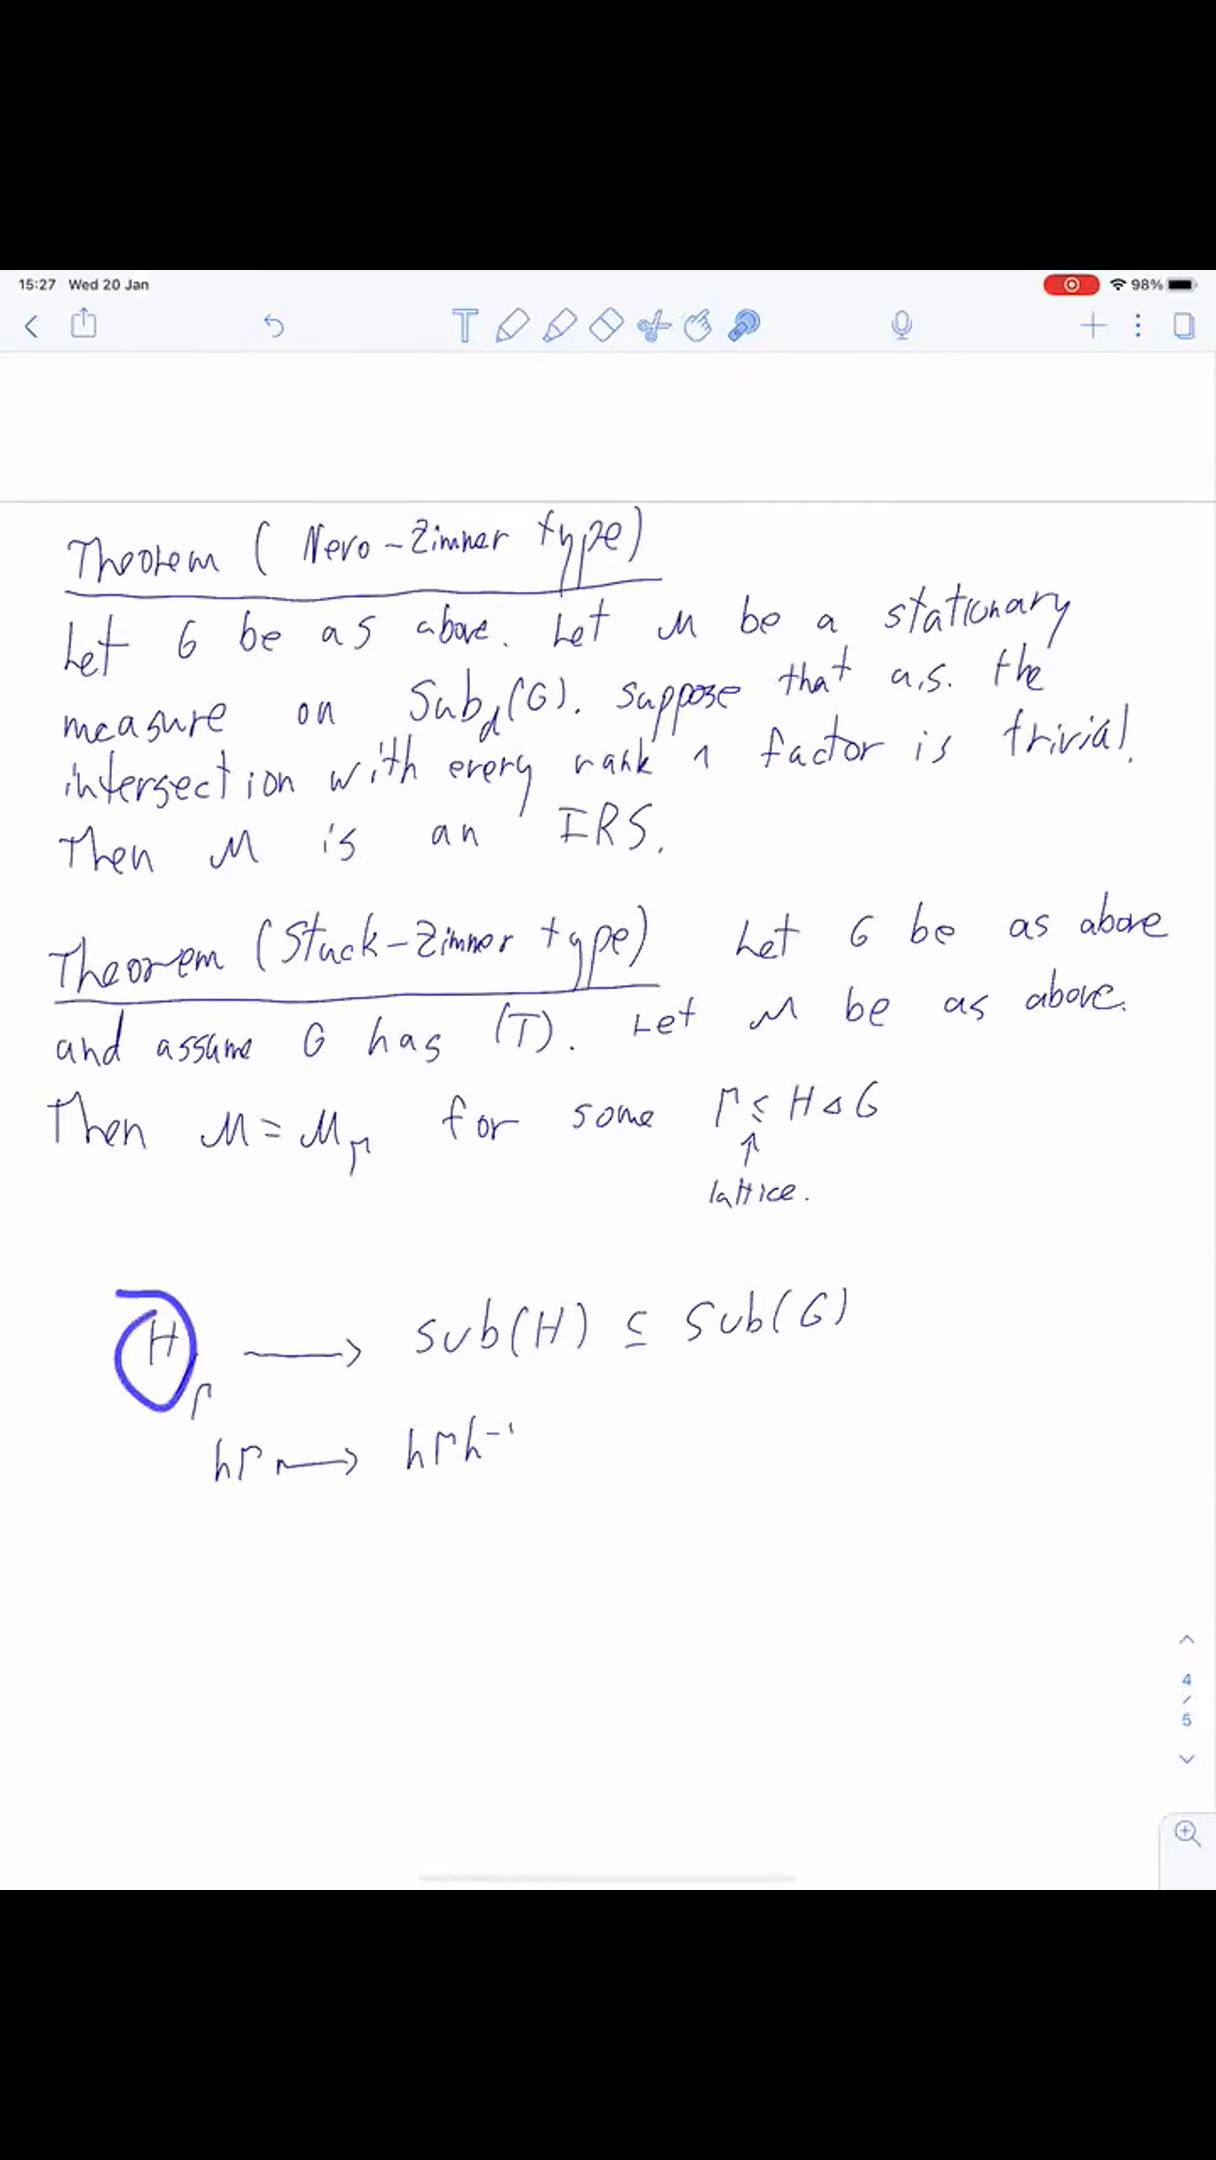 15:27 Wed 20 Jan 98%
T
Theorem (Nevo-Zimmer type)
Let G be as above. Let μ be a stationary
measure on Sub_d(G). Suppose that a.s. the
intersection with every rank 1 factor is trivial.
Then μ is an IRS.
Theorem (Stuck-Zimmer type) Let G be as above
and assume G has (T). Let μ be as above.
Then μ = μ_Γ for some Γ ≤ H ◁ G
↑
lattice.
H/Γ ⟶ Sub(H) ⊆ Sub(G)
hΓ ⟼ hΓh⁻¹
4
/
5